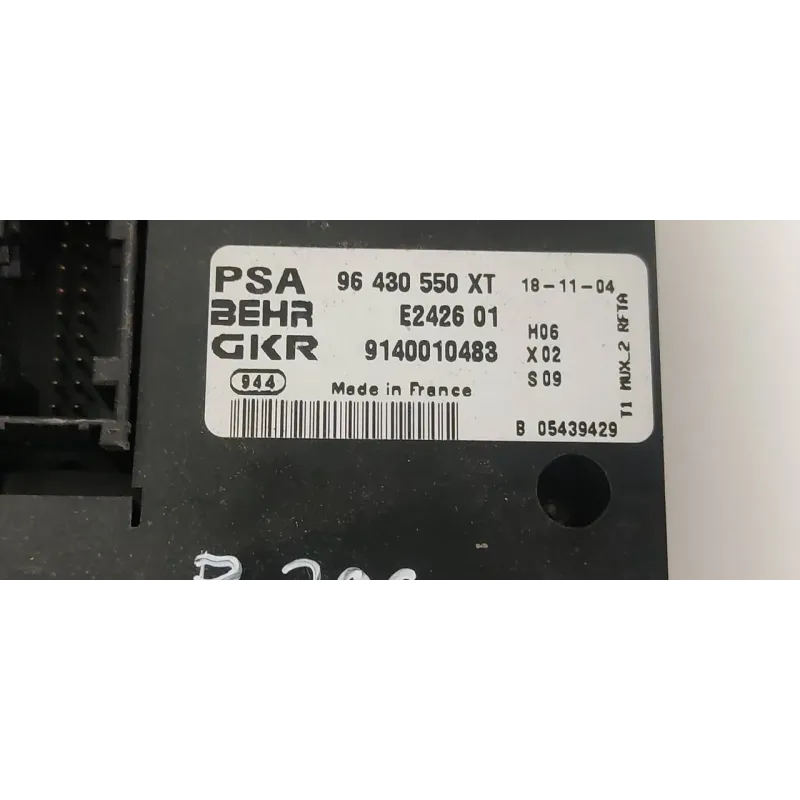 PSA 96 430 550 XT 18-11-04
BEHR E2426 01 H06
GKR 9140010483 X02
944 Made in France S09
B 05439429
T1 MUX_2 RFTA